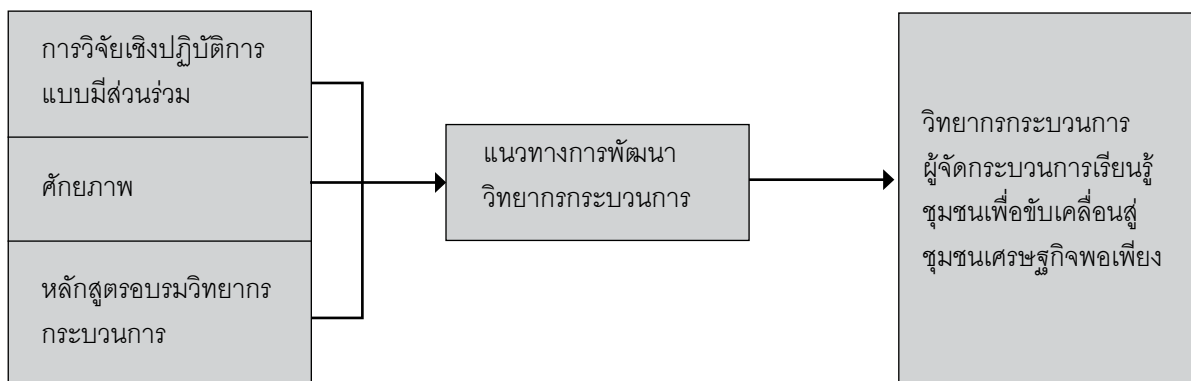 การวิจัยเชิงปฏิบัติการ
แบบมีส่วนร่วม
ศักยภาพ
หลักสูตรอบรมวิทยากร
กระบวนการ
แนวทางการพัฒนา
วิทยากรกระบวนการ
วิทยากรกระบวนการ
ผู้จัดกระบวนการเรียนรู้
ชุมชนเพื่อขับเคลื่อนสู่
ชุมชนเศรษฐกิจพอเพียง